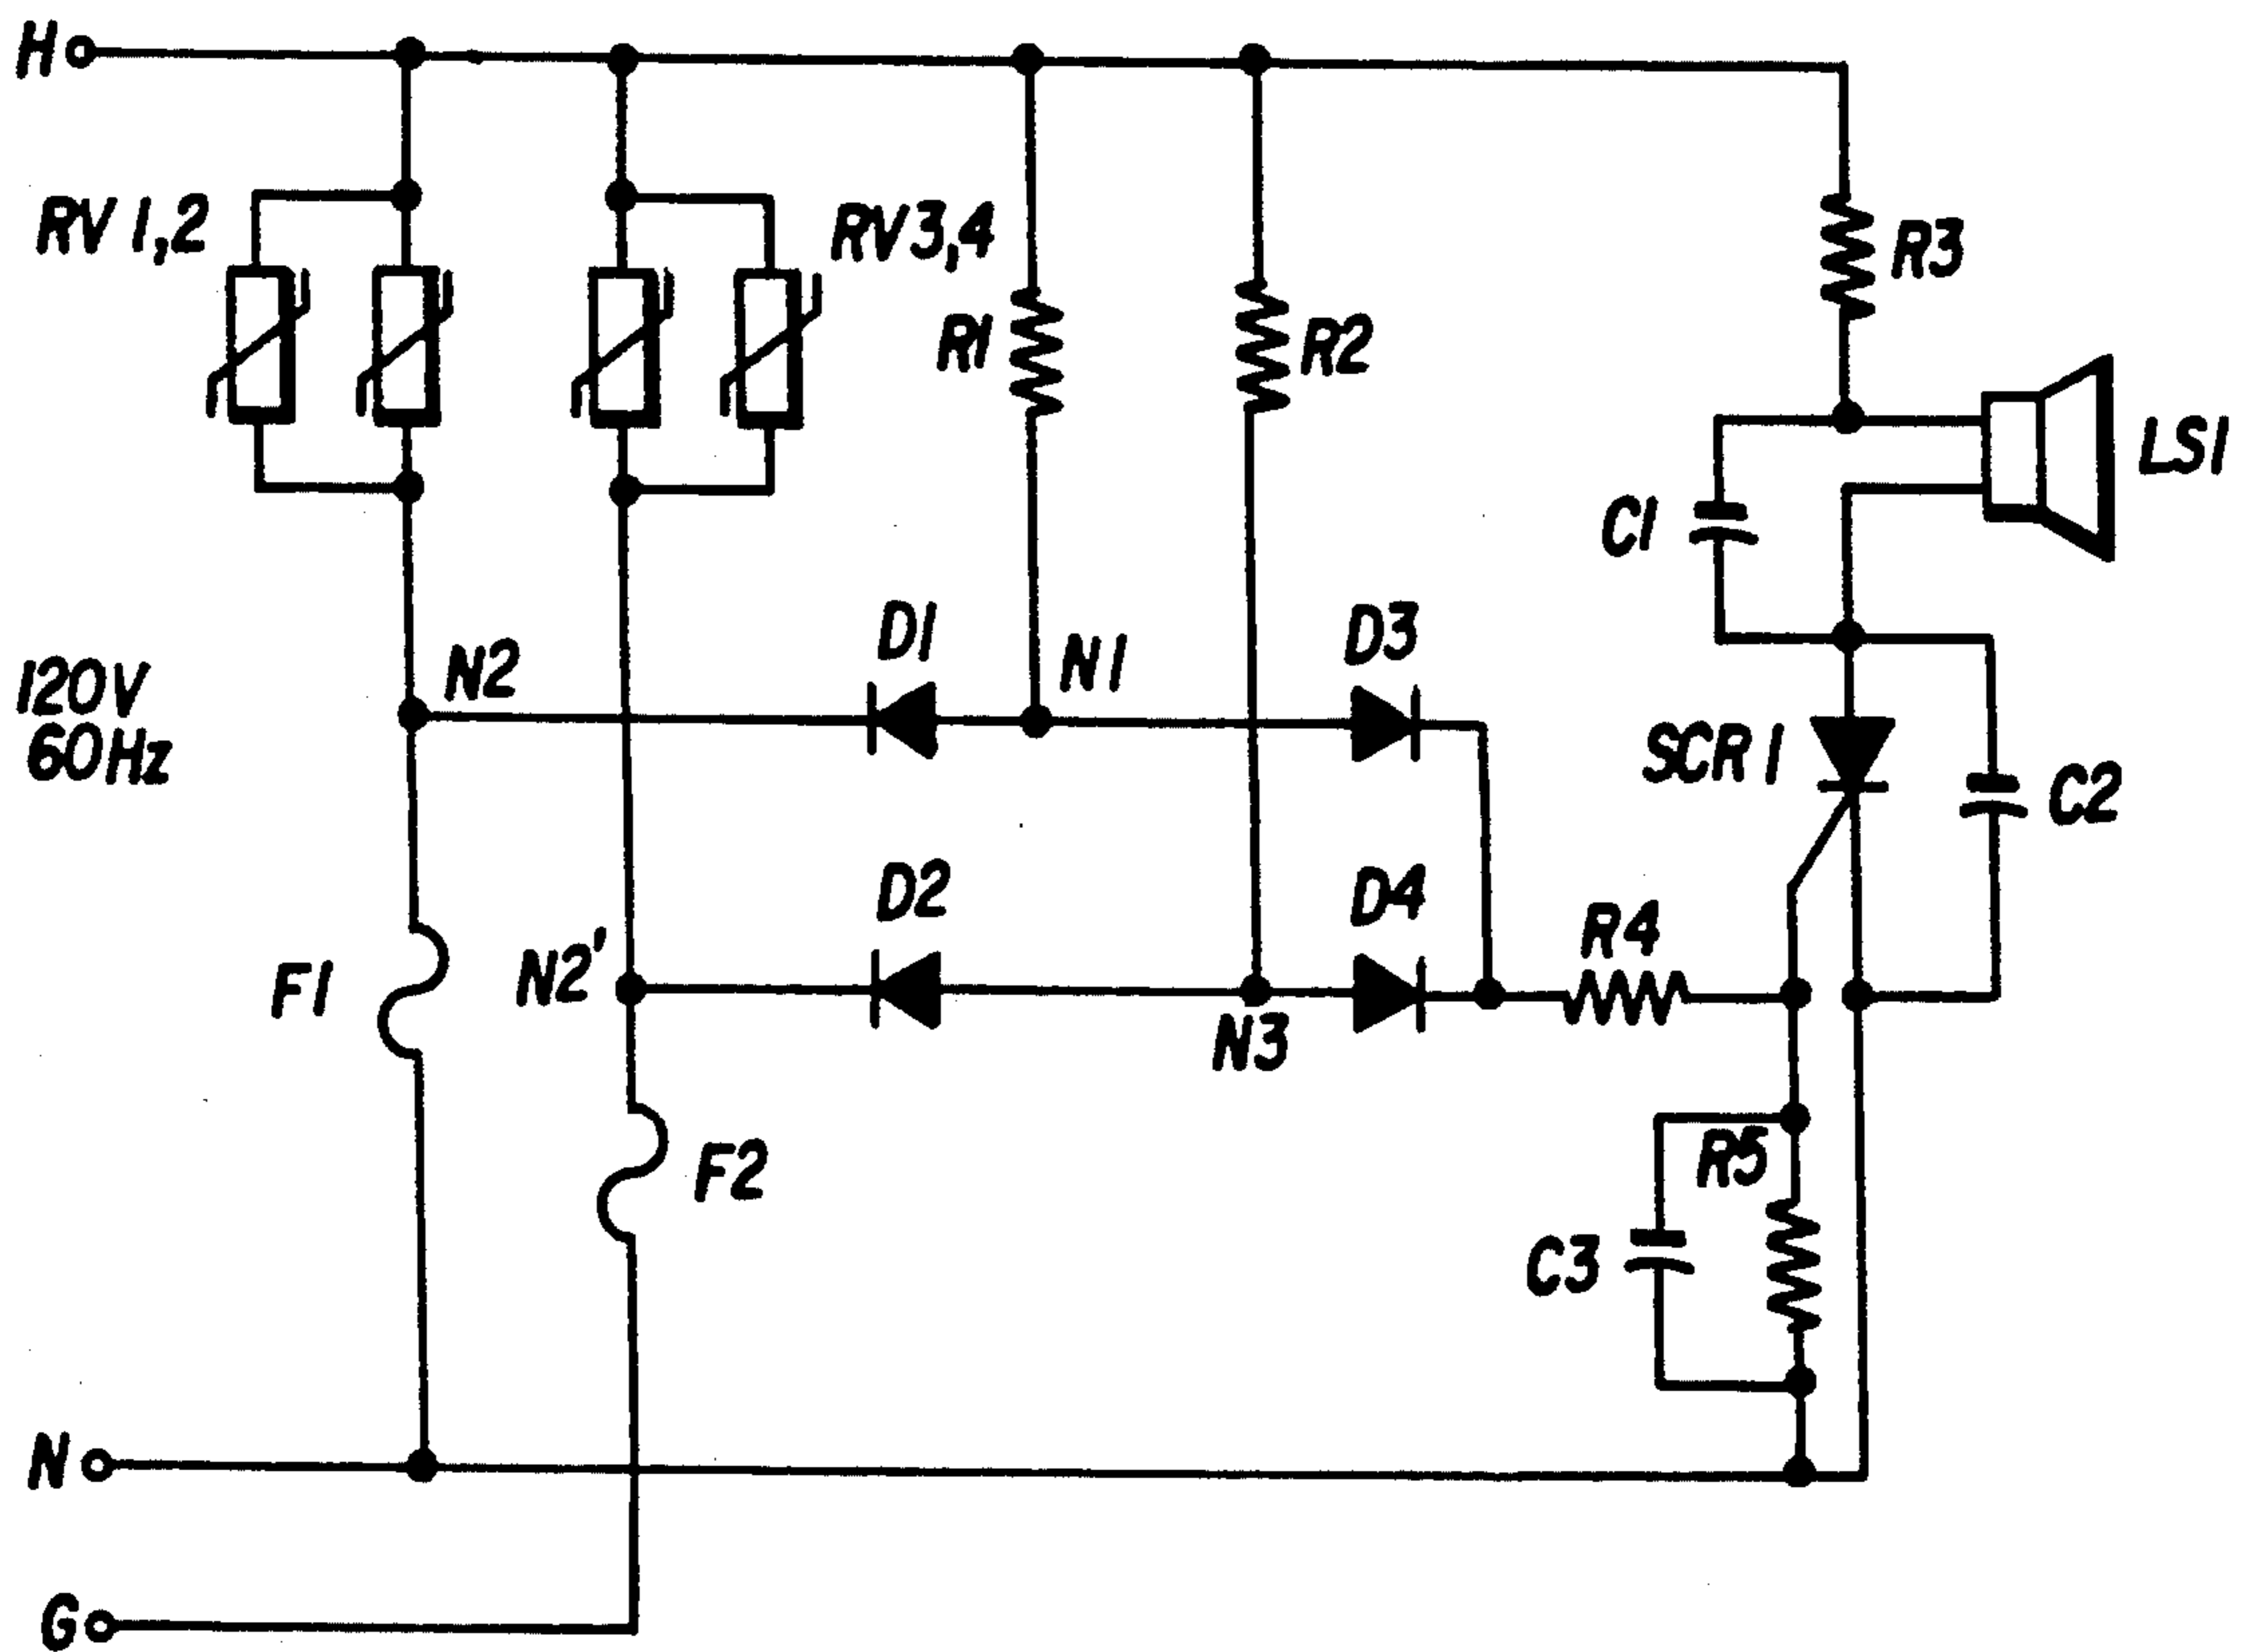 H
RV 1,2
RV3,4
R1
R2
R3
LS1
C1
120V
60Hz
N2
D1
N1
D3
SCR 1
C2
D2
D4
R4
F1
N2'
N3
F2
R5
C3
N
G